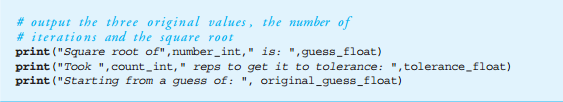 # output the three original values, the number of
# iterations and the square root
print("Square root of",number_int," is: ",guess_float)
print("Took ",count_int," reps to get it to tolerance: ",tolerance_float)
print("Starting from a guess of: ", original_guess_float)